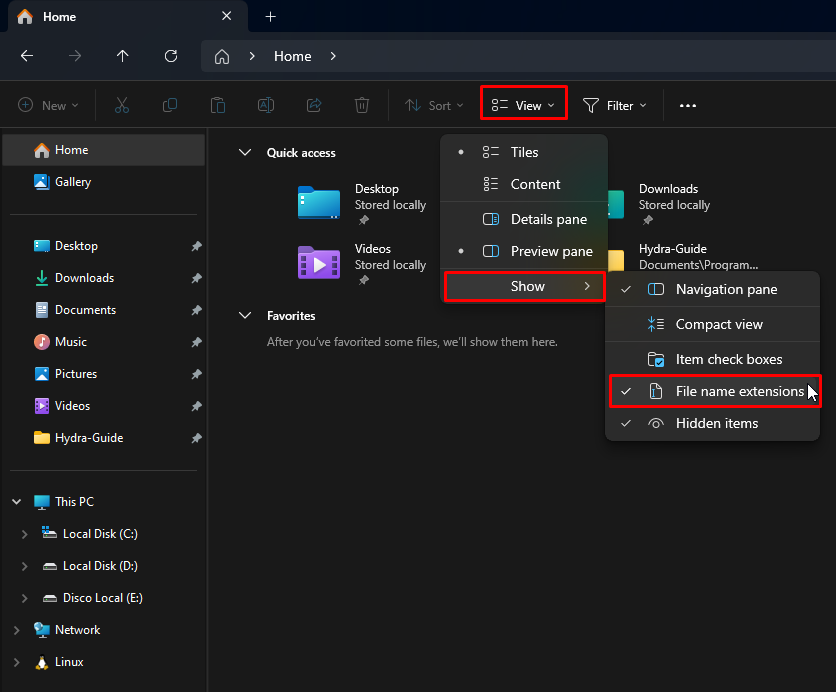 Home
Home
New
Sort
View
Filter
Home
Gallery
Desktop
Downloads
Documents
Music
Pictures
Videos
Hydra-Guide
This PC
Local Disk (C:)
Local Disk (D:)
Disco Local (E:)
Network
Linux
Quick access
Desktop
Stored locally
Videos
Stored locally
Downloads
Stored locally
Hydra-Guide
Documents\Program...
Favorites
After you've favorited some files, we'll show them here.
Tiles
Content
Details pane
Preview pane
Show
Navigation pane
Compact view
Item check boxes
File name extensions
Hidden items